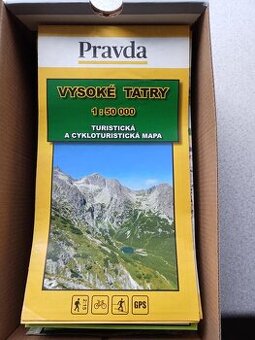 Pravda
VYSOKÉ TATRY
1 : 50 000
TURISTICKÁ
A CYKLOTURISTICKÁ MAPA
GPS